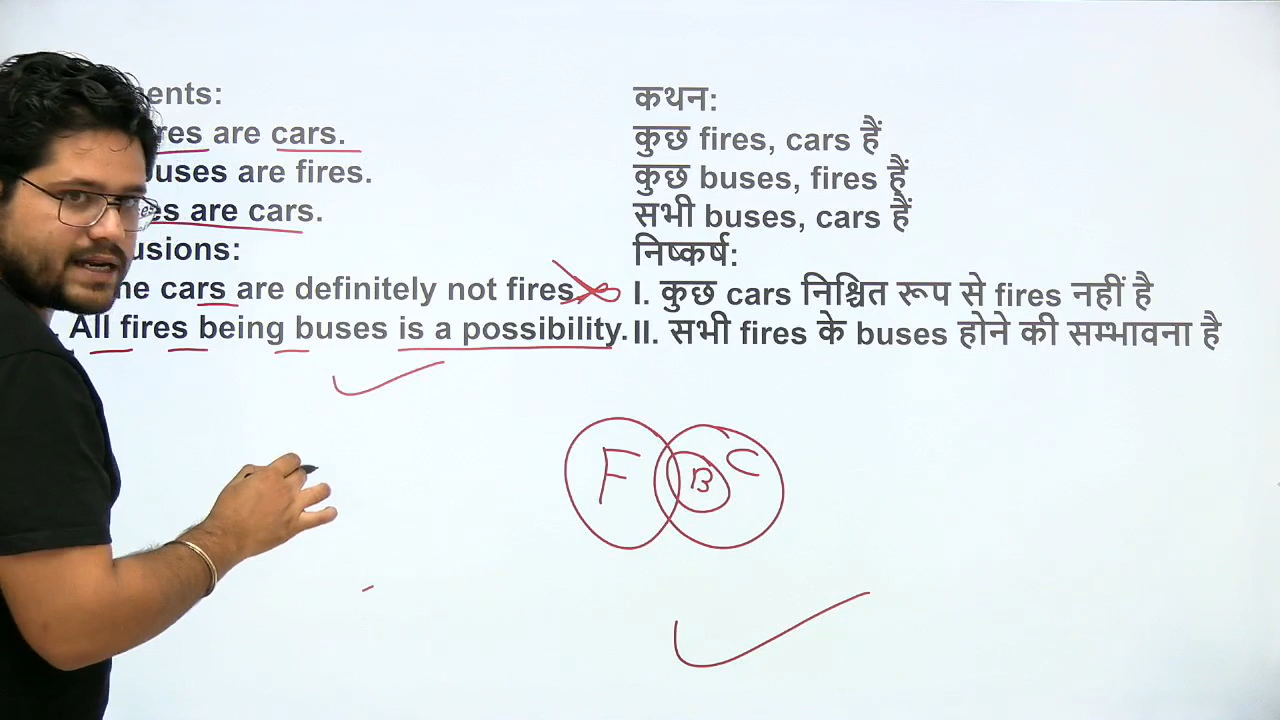 ents:
res are cars.
uses are fires.
es are cars.
usions:
ne cars are definitely not fires.
All fires being buses is a possibility.
कथन:
कुछ fires, cars हैं
कुछ buses, fires हैं
सभी buses, cars हैं
निष्कर्ष:
I. कुछ cars निश्चित रूप से fires नहीं है
II. सभी fires के buses होने की सम्भावना है
F B C